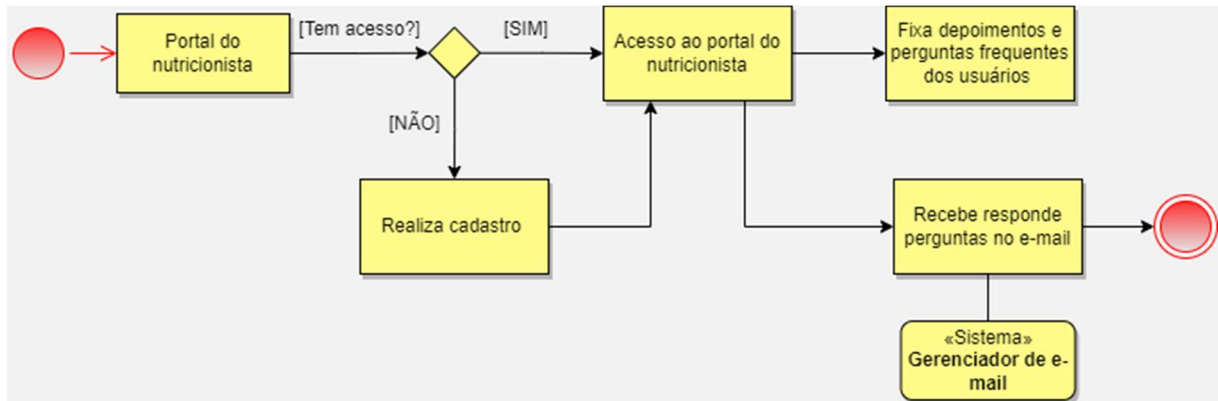 Portal do
nutricionista
[Tem acesso?]
[SIM]
Acesso ao portal do
nutricionista
Fixa depoimentos e
perguntas frequentes
dos usuários
[NÃO]
Realiza cadastro
Recebe responde
perguntas no e-mail
«Sistema»
Gerenciador de e-
mail